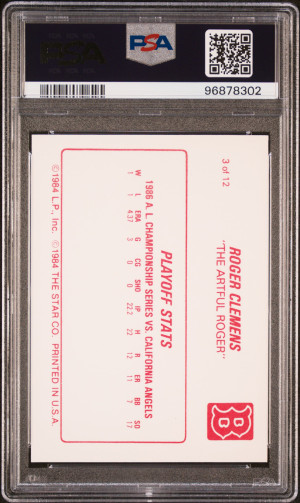 PSA
96878302
3 of 12
ROGER CLEMENS
"THE ARTFUL ROGER"
B
PLAYOFF STATS
1986 A. L. CHAMPIONSHIP SERIES VS. CALIFORNIA ANGELS
W L ERA G CG SHO IP H R ER BB SO
1 1 4.37 3 0 0 22.2 22 12 11 7 17
©1984 L.P., Inc. ©1984 THE STAR CO. PRINTED IN U.S.A.